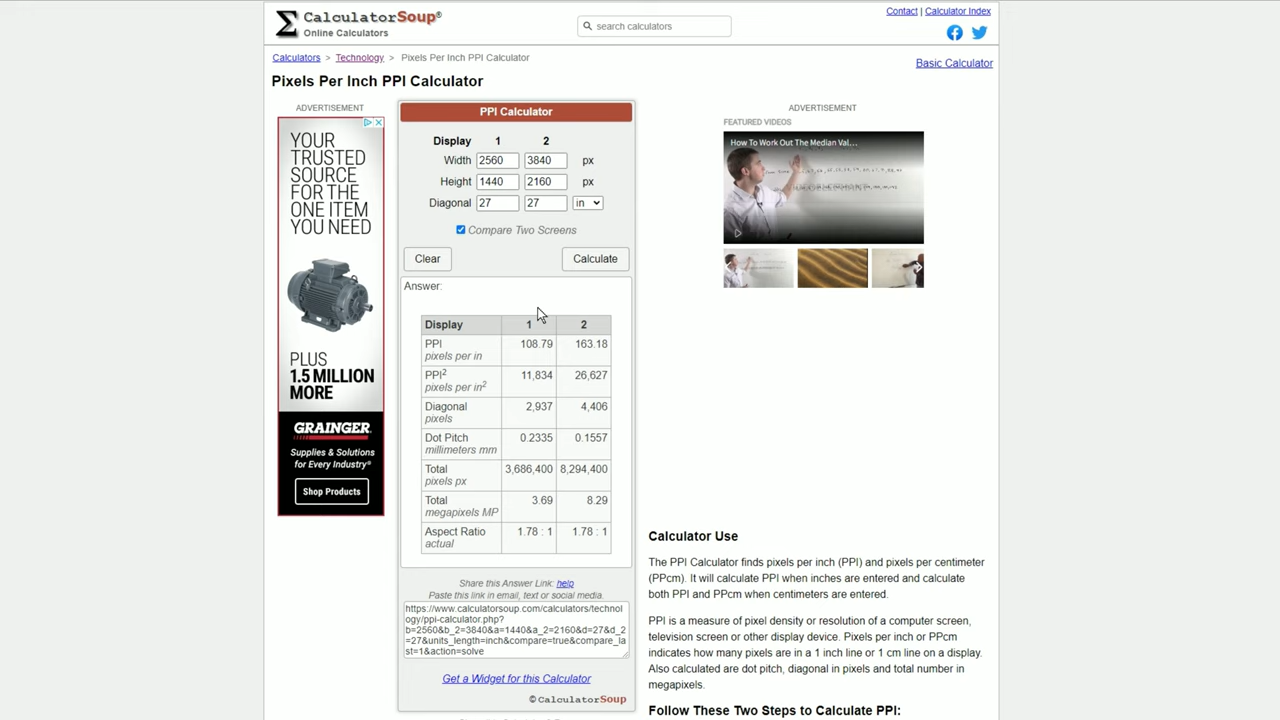 CalculatorSoup®
Online Calculators
search calculators
Contact | Calculator Index
Calculators > Technology > Pixels Per Inch PPI Calculator
Basic Calculator
Pixels Per Inch PPI Calculator
ADVERTISEMENT
YOUR
TRUSTED
SOURCE
FOR THE
ONE ITEM
YOU NEED
PLUS
1.5 MILLION
MORE
GRAINGER
Supplies & Solutions
for Every Industry®
Shop Products
PPI Calculator
Display 1 2
Width 2560 3840 px
Height 1440 2160 px
Diagonal 27 27 in
Compare Two Screens
Clear Calculate
Answer:
Display 1 2
PPI 108.79 163.18
pixels per in
PPI² 11,834 26,627
pixels per in²
Diagonal 2,937 4,406
pixels
Dot Pitch 0.2335 0.1557
millimeters mm
Total 3,686,400 8,294,400
pixels px
Total 3.69 8.29
megapixels MP
Aspect Ratio 1.78 : 1 1.78 : 1
actual
Share this Answer Link: help
Paste this link in email, text or social media.
https://www.calculatorsoup.com/calculators/technol
ogy/ppi-calculator.php?
b=2560&b_2=3840&a=1440&a_2=2160&d=27&d_2
=27&units_length=inch&compare=true&compare_la
st=1&action=solve
Get a Widget for this Calculator
© CalculatorSoup
ADVERTISEMENT
FEATURED VIDEOS
How To Work Out The Median Val...
Calculator Use
The PPI Calculator finds pixels per inch (PPI) and pixels per centimeter
(PPcm). It will calculate PPI when inches are entered and calculate
both PPI and PPcm when centimeters are entered.
PPI is a measure of pixel density or resolution of a computer screen,
television screen or other display device. Pixels per inch or PPcm
indicates how many pixels are in a 1 inch line or 1 cm line on a display.
Also calculated are dot pitch, diagonal in pixels and total number in
megapixels.
Follow These Two Steps to Calculate PPI: